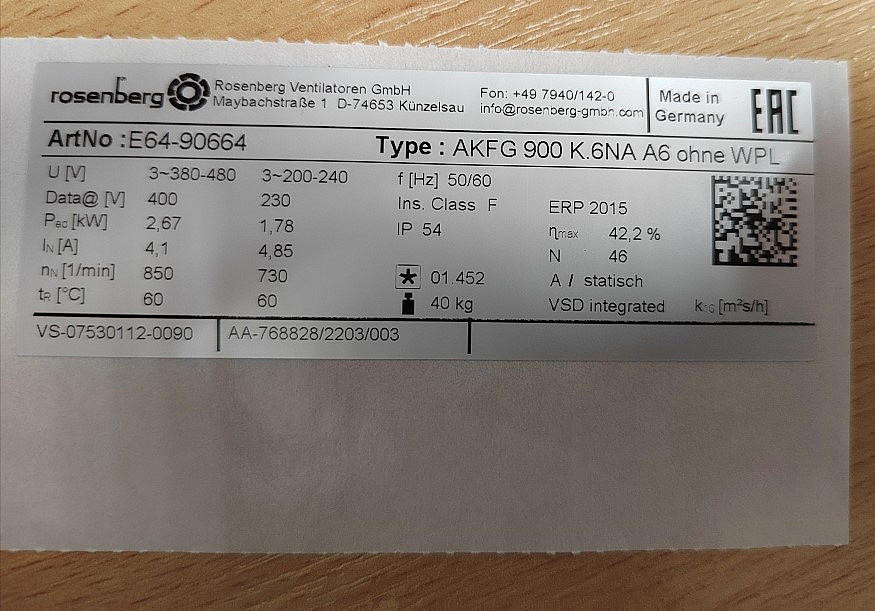 rosenberg Rosenberg Ventilatoren GmbH Fon: +49 7940/142-0 Made in EAC
Maybachstraße 1 D-74653 Künzelsau info@rosenberg-gmbh.com Germany
ArtNo : E64-90664 Type : AKFG 900 K.6NA A6 ohne WPL
U [V] 3~380-480 3~200-240 f [Hz] 50/60
Data@ [V] 400 230 Ins. Class F ERP 2015
Ped [kW] 2,67 1,78 IP 54 ηmax 42,2 %
IN [A] 4,1 4,85 N 46
nN [1/min] 850 730 01.452 A / statisch
tR [°C] 60 60 40 kg VSD integrated [m²s/h]
VS-07530112-0090 AA-768828/2203/003